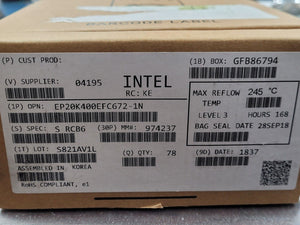 BARCODE LABEL
(P) CUST PROD:
(1B) BOX: GFB86794
(V) SUPPLIER: 04195 INTEL
RC: KE
(1P) OPN: EP20K400EFC672-1N
MAX REFLOW 245 °C
TEMP
(S) SPEC: S RCB6 (30P) MM#: 974237
LEVEL 3 HOURS 168
BAG SEAL DATE 28SEP18
(1T) LOT: S821AV1L (Q) QTY: 78 (9D) DATE: 1837
ASSEMBLED IN, KOREA
RoHS COMPLIANT, e1